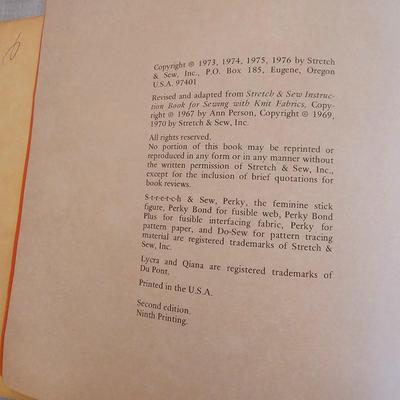 Copyright © 1973, 1974, 1975, 1976 by Stretch
& Sew, Inc., P.O. Box 185, Eugene, Oregon
U.S.A. 97401
Revised and adapted from Stretch & Sew Instruc-
tion Book for Sewing with Knit Fabrics, Copy-
right © 1967 by Ann Person, Copyright © 1969,
1970 by Stretch & Sew, Inc.
All rights reserved.
No portion of this book may be reprinted or
reproduced in any form or in any manner without
the written permission of Stretch & Sew, Inc.,
except for the inclusion of brief quotations for
book reviews.
S-t-r-e-t-c-h & Sew, Perky, the feminine stick
figure, Perky Bond for fusible web, Perky Bond
Plus for fusible interfacing fabric, Perky for
pattern paper, and Do-Sew for pattern tracing
material are registered trademarks of Stretch &
Sew, Inc.
Lycra and Qiana are registered trademarks of
Du Pont.
Printed in the U.S.A.
Second edition.
Ninth Printing.